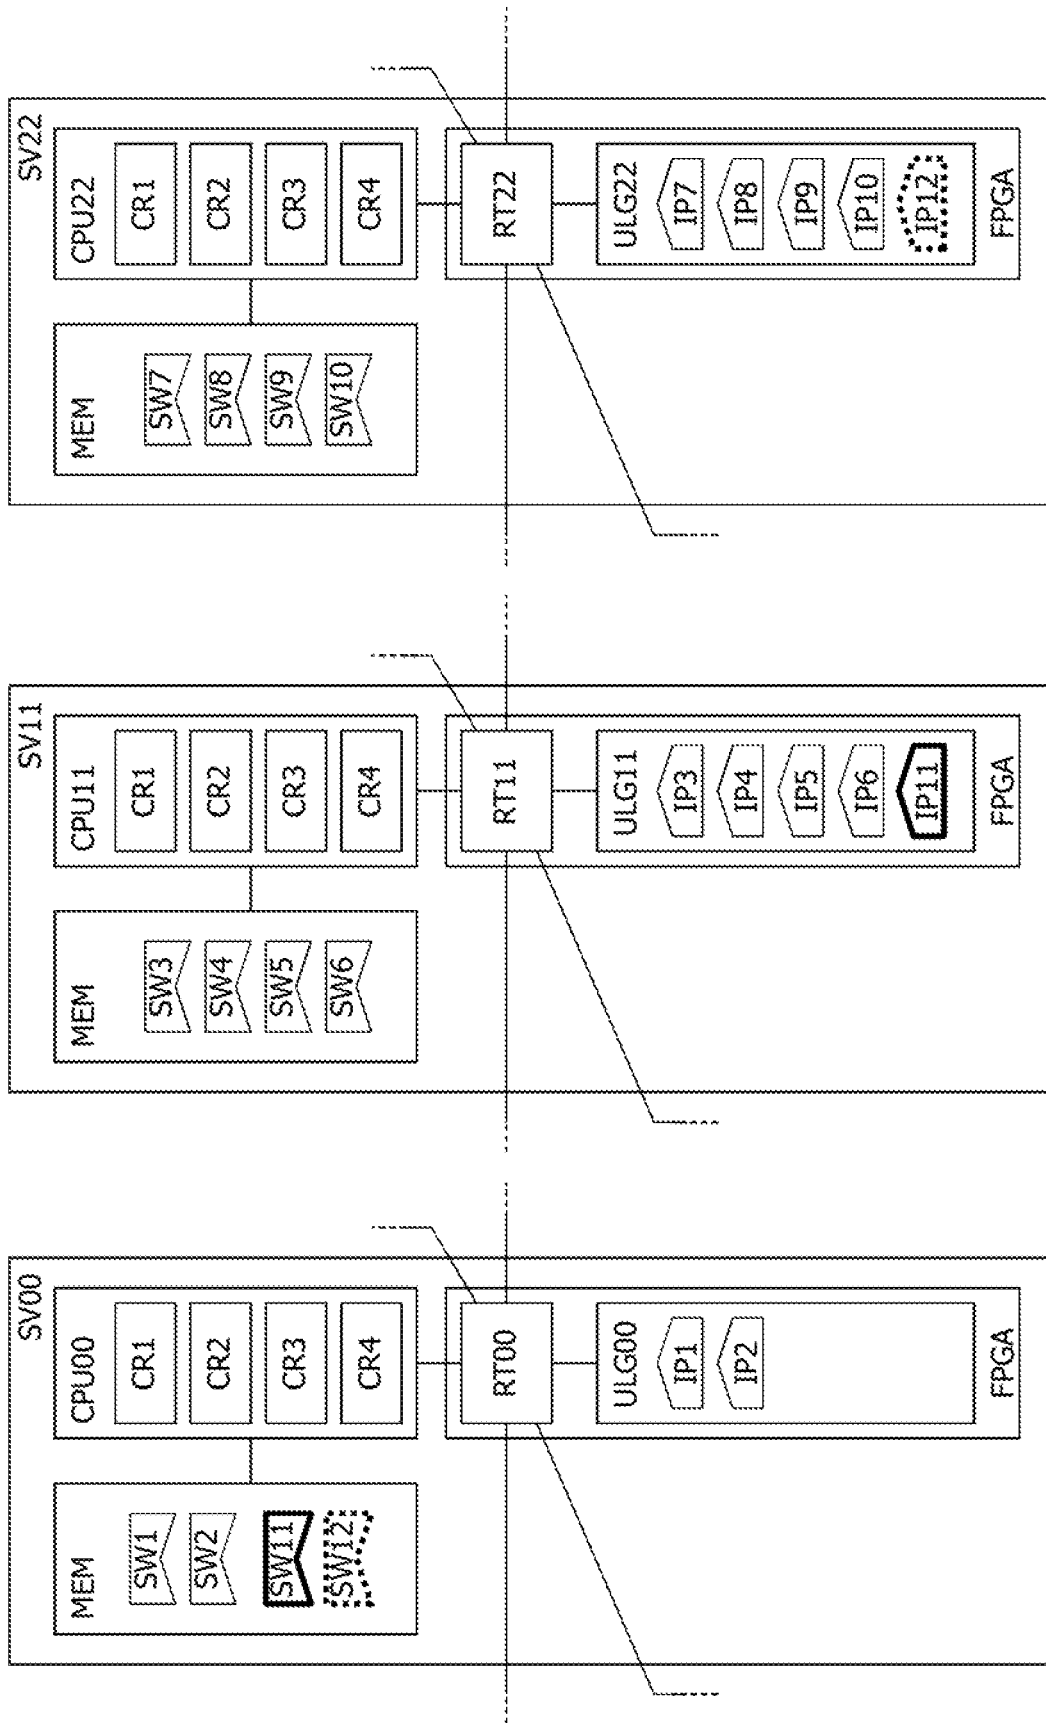 SV00
MEM
SW1
SW2
SW11
SW12
CPU00
CR1
CR2
CR3
CR4
RT00
ULG00
IP1
IP2
FPGA
SV11
MEM
SW3
SW4
SW5
SW6
CPU11
CR1
CR2
CR3
CR4
RT11
ULG11
IP3
IP4
IP5
IP6
IP11
FPGA
SV22
MEM
SW7
SW8
SW9
SW10
CPU22
CR1
CR2
CR3
CR4
RT22
ULG22
IP7
IP8
IP9
IP10
IP12
FPGA